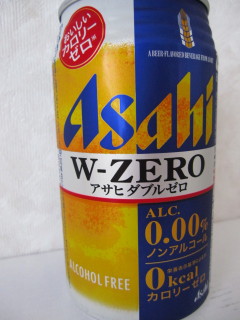 おいしい
カロリー
ゼロ※
A BEER-FLAVORED BEVERAGE
Asahi
W-ZERO
アサヒダブルゼロ
ALC.
0.00%
ノンアルコール
0kcal
カロリーゼロ
ALCOHOL FREE
Asahi